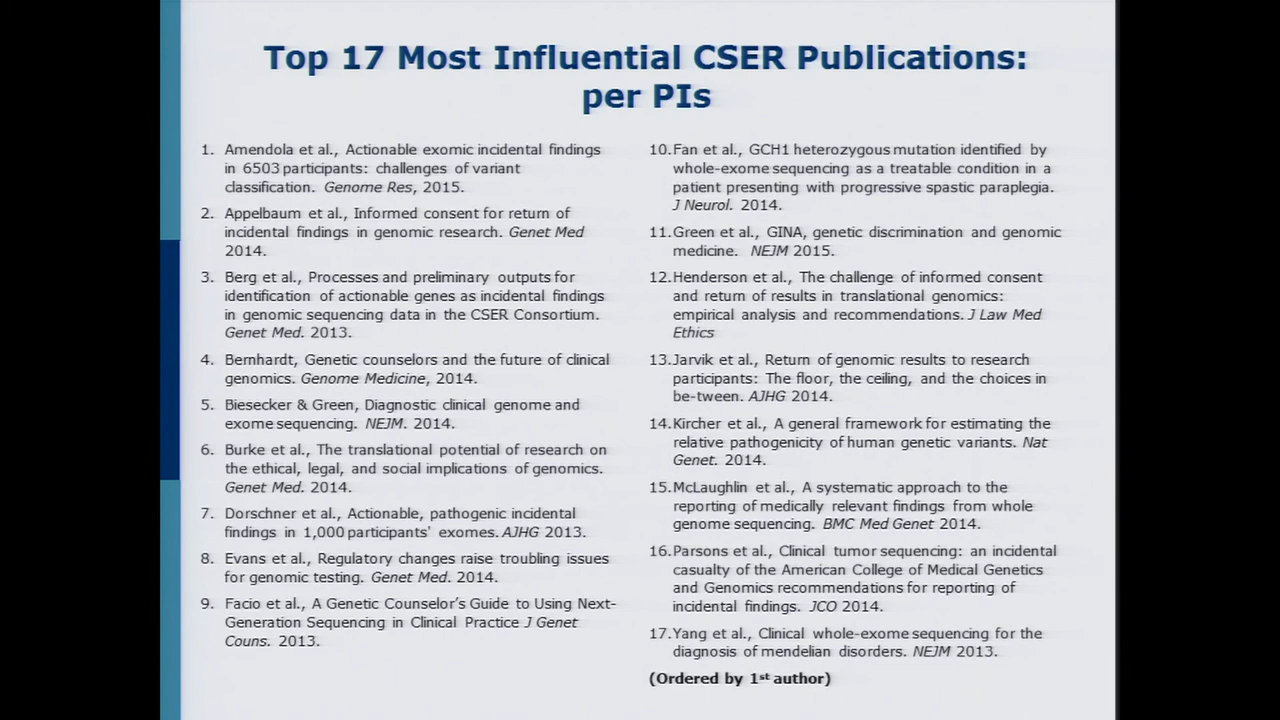 Top 17 Most Influential CSER Publications:
per PIs
1. Amendola et al., Actionable exomic incidental findings
in 6503 participants: challenges of variant
classification. Genome Res, 2015.
2. Appelbaum et al., Informed consent for return of
incidental findings in genomic research. Genet Med
2014.
3. Berg et al., Processes and preliminary outputs for
identification of actionable genes as incidental findings
in genomic sequencing data in the CSER Consortium.
Genet Med. 2013.
4. Bernhardt, Genetic counselors and the future of clinical
genomics. Genome Medicine, 2014.
5. Biesecker & Green, Diagnostic clinical genome and
exome sequencing. NEJM. 2014.
6. Burke et al., The translational potential of research on
the ethical, legal, and social implications of genomics.
Genet Med. 2014.
7. Dorschner et al., Actionable, pathogenic incidental
findings in 1,000 participants' exomes. AJHG 2013.
8. Evans et al., Regulatory changes raise troubling issues
for genomic testing. Genet Med. 2014.
9. Facio et al., A Genetic Counselor's Guide to Using Next-
Generation Sequencing in Clinical Practice J Genet
Couns. 2013.
10. Fan et al., GCH1 heterozygous mutation identified by
whole-exome sequencing as a treatable condition in a
patient presenting with progressive spastic paraplegia.
J Neurol. 2014.
11. Green et al., GINA, genetic discrimination and genomic
medicine. NEJM 2015.
12. Henderson et al., The challenge of informed consent
and return of results in translational genomics:
empirical analysis and recommendations. J Law Med
Ethics
13. Jarvik et al., Return of genomic results to research
participants: The floor, the ceiling, and the choices in
be-tween. AJHG 2014.
14. Kircher et al., A general framework for estimating the
relative pathogenicity of human genetic variants. Nat
Genet. 2014.
15. McLaughlin et al., A systematic approach to the
reporting of medically relevant findings from whole
genome sequencing. BMC Med Genet 2014.
16. Parsons et al., Clinical tumor sequencing: an incidental
casualty of the American College of Medical Genetics
and Genomics recommendations for reporting of
incidental findings. JCO 2014.
17. Yang et al., Clinical whole-exome sequencing for the
diagnosis of mendelian disorders. NEJM 2013.
(Ordered by 1st author)